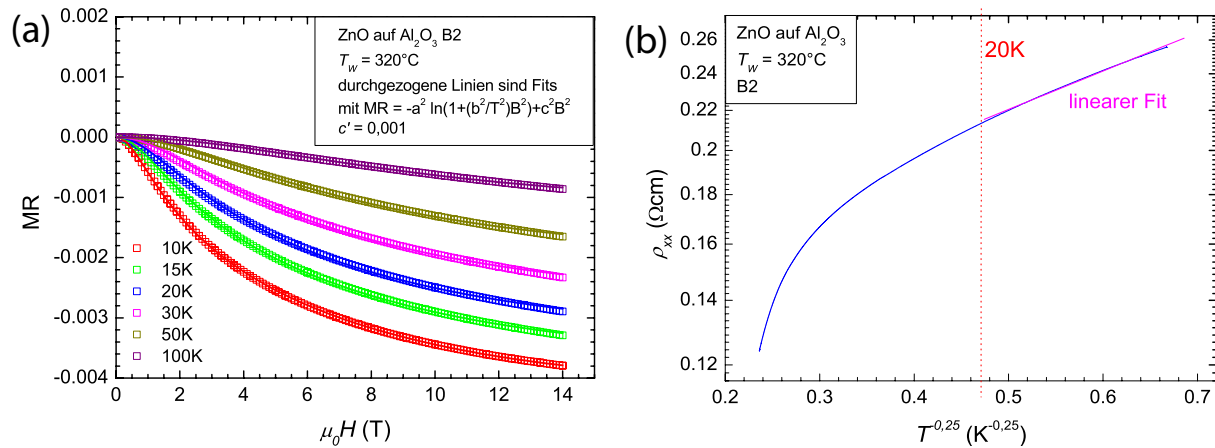 (a)
0.002
0.001
0.000
-0.001
-0.002
-0.003
-0.004
MR
ZnO auf Al₂O₃ B2
T_W = 320°C
durchgezogene Linien sind Fits
mit MR = -a² ln(1+(b²/T²)B²)+c²B²
c' = 0,001
10K
15K
20K
30K
50K
100K
0 2 4 6 8 10 12 14
μ₀H (T)
(b)
0.26
0.24
0.22
0.2
0.18
0.16
0.14
0.12
ρ_xx (Ωcm)
ZnO auf Al₂O₃
T_W = 320°C
B2
20K
linearer Fit
0.2 0.3 0.4 0.5 0.6 0.7
T^-0,25 (K^-0,25)